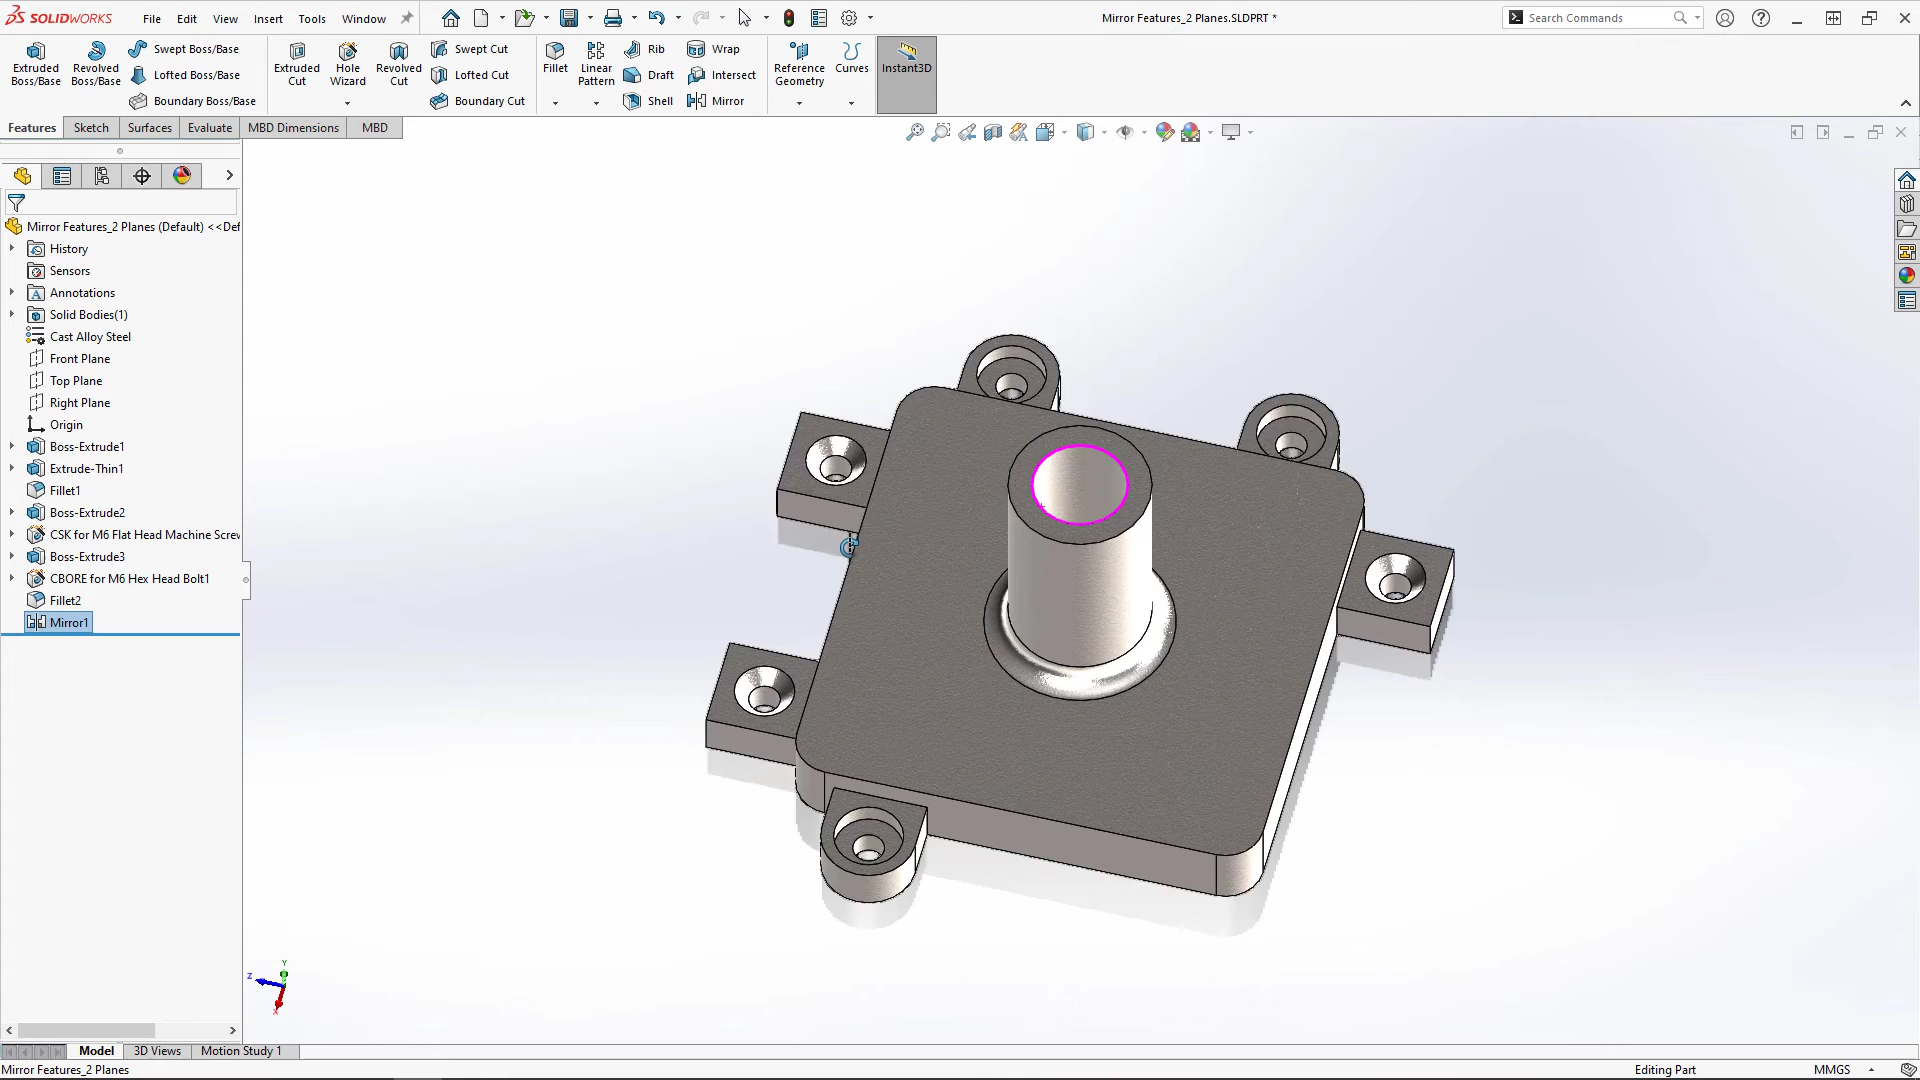 SOLIDWORKS
File Edit View Insert Tools Window
Mirror Features_2 Planes.SLDPRT *
Search Commands
Extruded Boss/Base
Revolved Boss/Base
Swept Boss/Base
Lofted Boss/Base
Boundary Boss/Base
Extruded Cut
Hole Wizard
Revolved Cut
Swept Cut
Lofted Cut
Boundary Cut
Fillet
Linear Pattern
Rib
Draft
Shell
Wrap
Intersect
Mirror
Reference Geometry
Curves
Instant3D
Features Sketch Surfaces Evaluate MBD Dimensions MBD
Mirror Features_2 Planes (Default) <<Def
History
Sensors
Annotations
Solid Bodies(1)
Cast Alloy Steel
Front Plane
Top Plane
Right Plane
Origin
Boss-Extrude1
Extrude-Thin1
Fillet1
Boss-Extrude2
CSK for M6 Flat Head Machine Screw
Boss-Extrude3
CBORE for M6 Hex Head Bolt1
Fillet2
Mirror1
Y
Z
X
Model 3D Views Motion Study 1
Mirror Features_2 Planes
Editing Part
MMGS